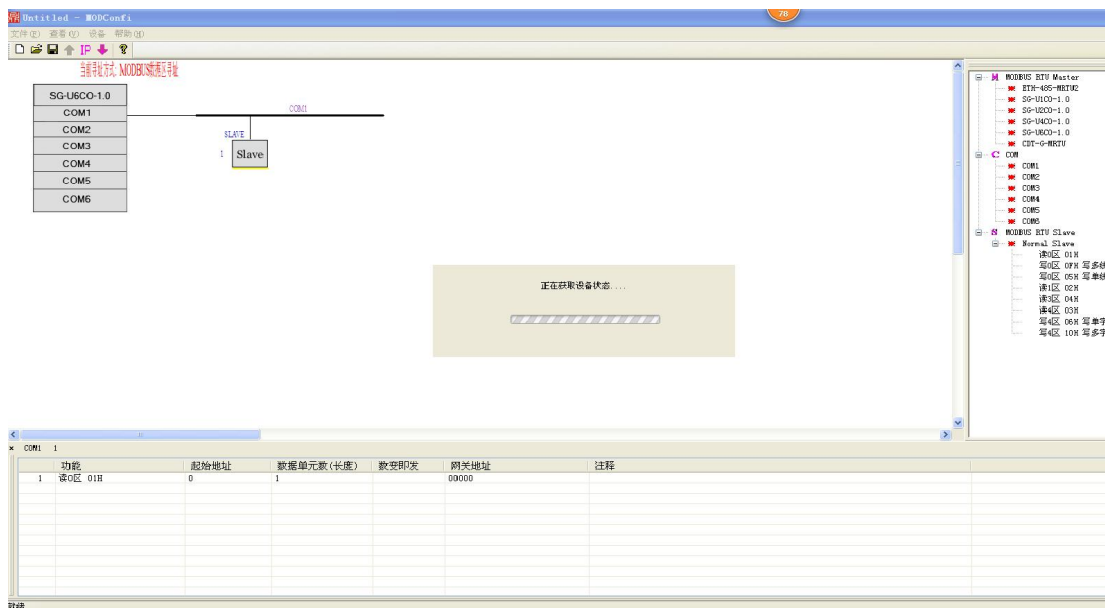 Untitled - MODConfi
78
文件(F) 查看(V) 设备 帮助(H)
IP
当前寻址方式: MODBUS数据区寻址
SG-U6CO-1.0
COM1
COM2
COM3
COM4
COM5
COM6
COM1
SLAVE
1 Slave
正在获取设备状态....
M MODBUS RTU Master
ETH-485-MRTU2
SG-U1CO-1.0
SG-U2CO-1.0
SG-U4CO-1.0
SG-U6CO-1.0
CDT-G-MRTU
C COM
COM1
COM2
COM3
COM4
COM5
COM6
S MODBUS RTU Slave
Normal Slave
读0区 01H
写0区 0FH 写多线
写0区 05H 写单线
读1区 02H
读3区 04H
读4区 03H
写4区 06H 写单字
写4区 10H 写多字
× COM1 1
功能 起始地址 数据单元数(长度) 数变即发 网关地址 注释
1 读0区 01H 0 1 00000
就绪